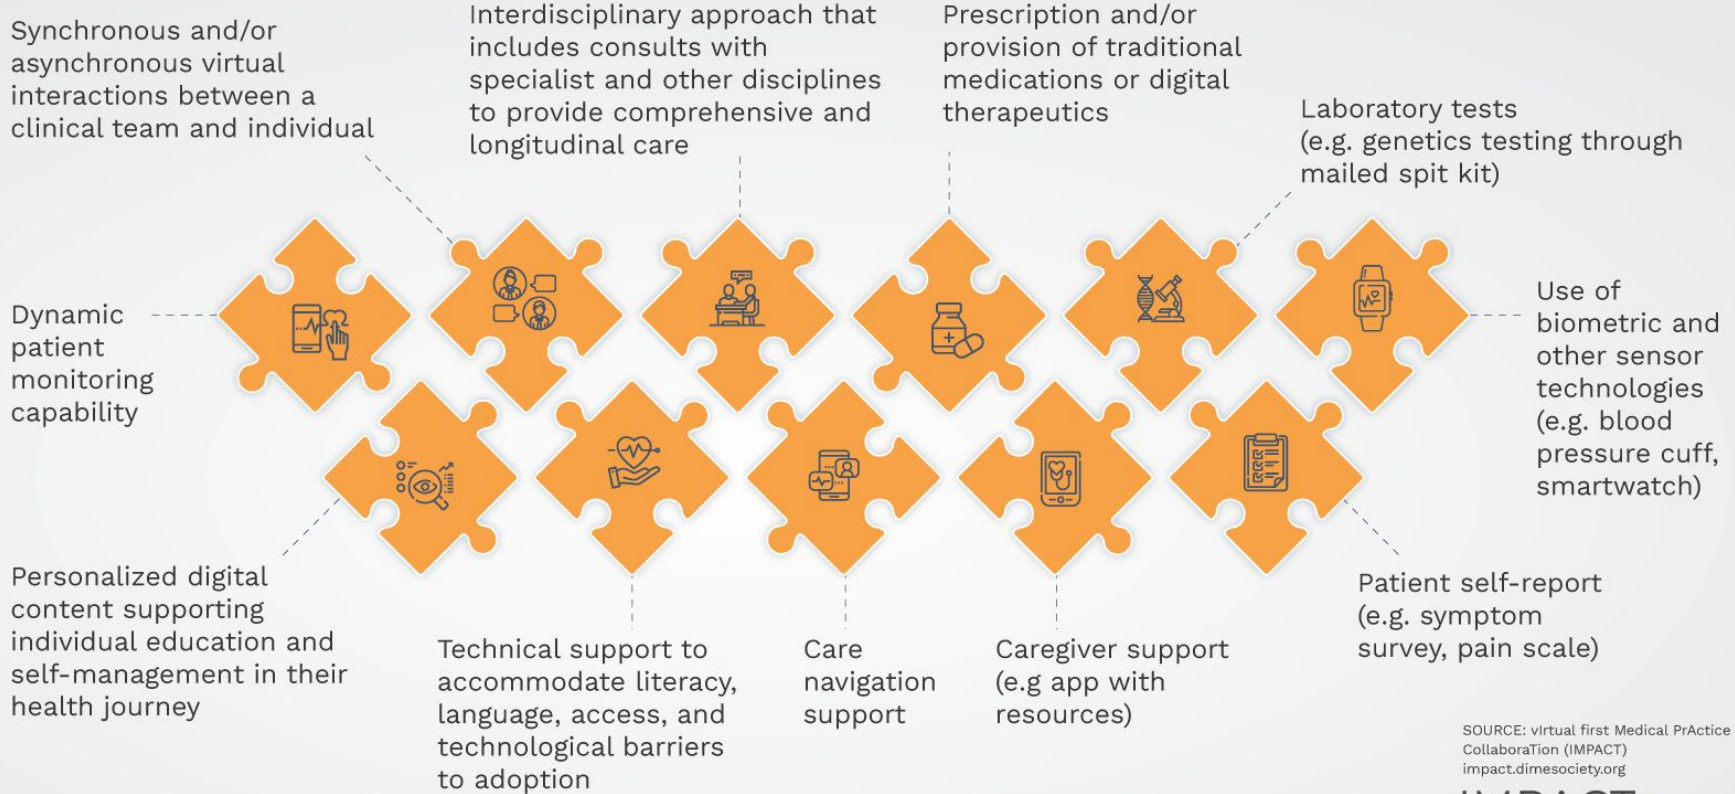 Synchronous and/or
asynchronous virtual
interactions between a
clinical team and individual
Interdisciplinary approach that
includes consults with
specialist and other disciplines
to provide comprehensive and
longitudinal care
Prescription and/or
provision of traditional
medications or digital
therapeutics
Laboratory tests
(e.g. genetics testing through
mailed spit kit)
Dynamic
patient
monitoring
capability
Use of
biometric and
other sensor
technologies
(e.g. blood
pressure cuff,
smartwatch)
Personalized digital
content supporting
individual education and
self-management in their
health journey
Technical support to
accommodate literacy,
language, access, and
technological barriers
to adoption
Care
navigation
support
Caregiver support
(e.g app with
resources)
Patient self-report
(e.g. symptom
survey, pain scale)
SOURCE: vIrtual first Medical PrActice
CollaboraTion (IMPACT)
impact.dimesociety.org
IMPACT